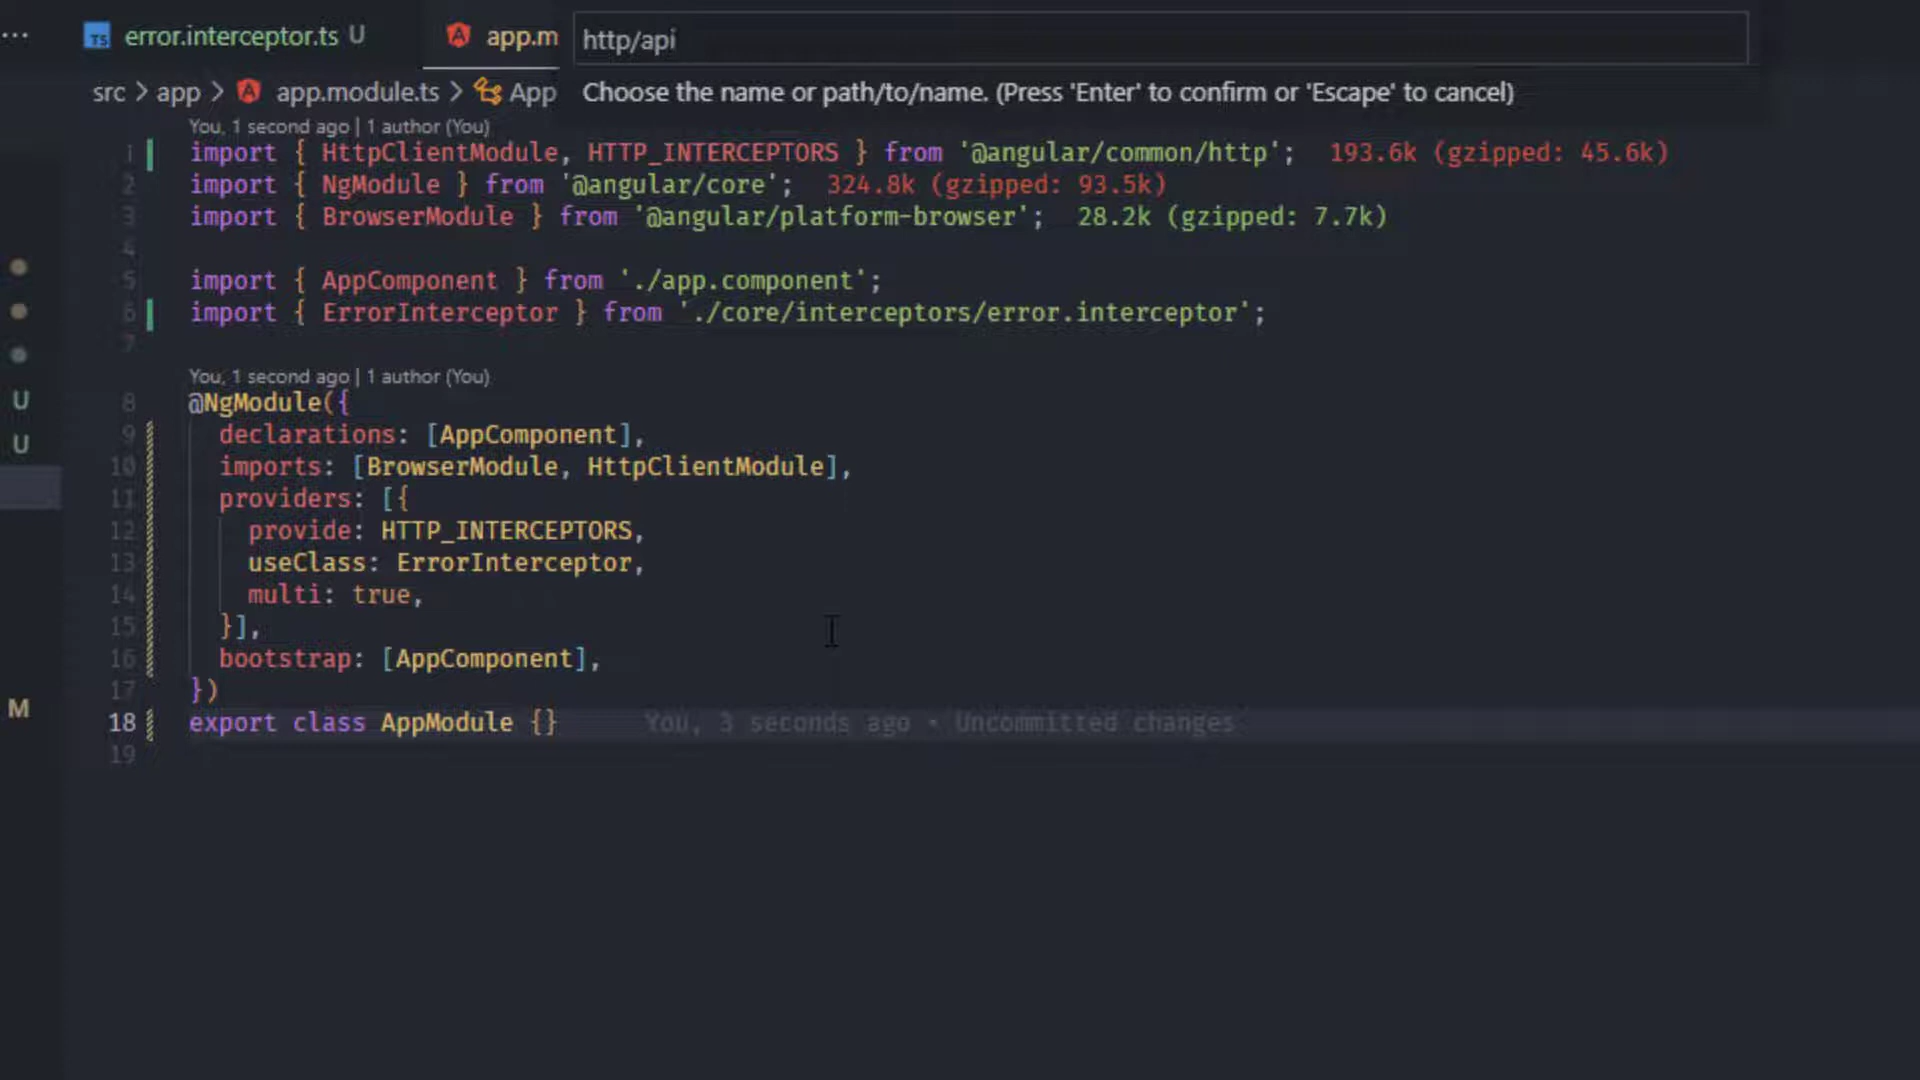 ... error.interceptor.ts U app.m http/api
src > app > app.module.ts > App Choose the name or path/to/name. (Press 'Enter' to confirm or 'Escape' to cancel)
You, 1 second ago | 1 author (You)
1 import { HttpClientModule, HTTP_INTERCEPTORS } from '@angular/common/http'; 193.6k (gzipped: 45.6k)
2 import { NgModule } from '@angular/core'; 324.8k (gzipped: 93.5k)
3 import { BrowserModule } from '@angular/platform-browser'; 28.2k (gzipped: 7.7k)
4
5 import { AppComponent } from './app.component';
6 import { ErrorInterceptor } from './core/interceptors/error.interceptor';
7
You, 1 second ago | 1 author (You)
U 8 @NgModule({
U 9 declarations: [AppComponent],
10 imports: [BrowserModule, HttpClientModule],
11 providers: [{
12 provide: HTTP_INTERCEPTORS,
13 useClass: ErrorInterceptor,
14 multi: true,
15 }],
16 bootstrap: [AppComponent],
M 17 })
18 export class AppModule {} You, 3 seconds ago • Uncommitted changes
19